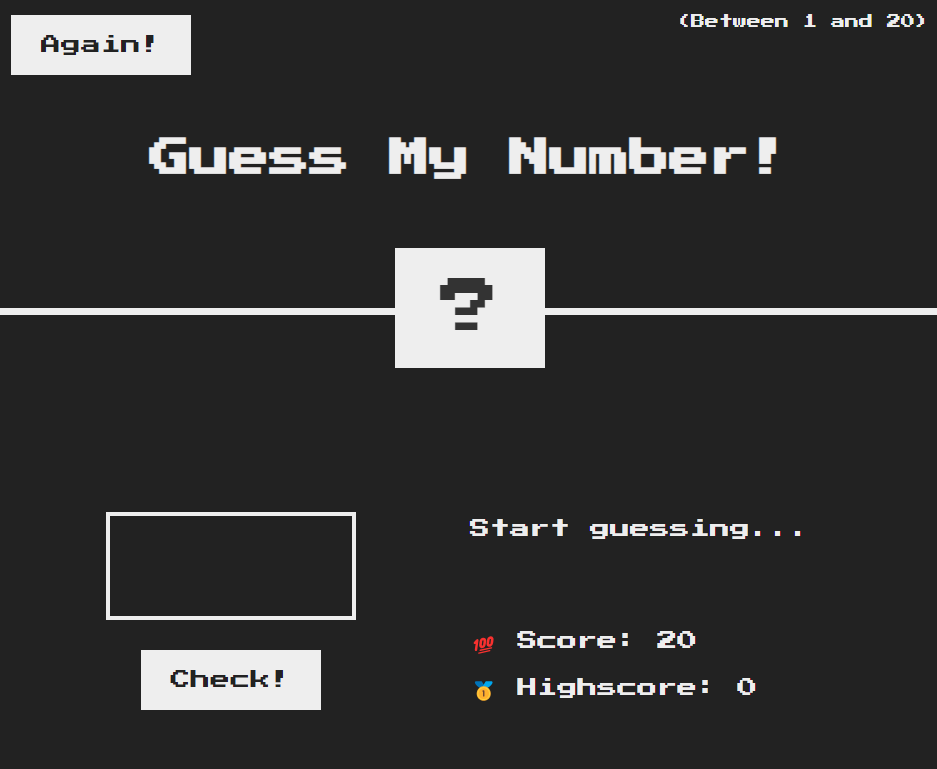 Again!
(Between 1 and 20)
Guess My Number!
?
Start guessing...
💯 Score: 20
Check!
🥇 Highscore: 0